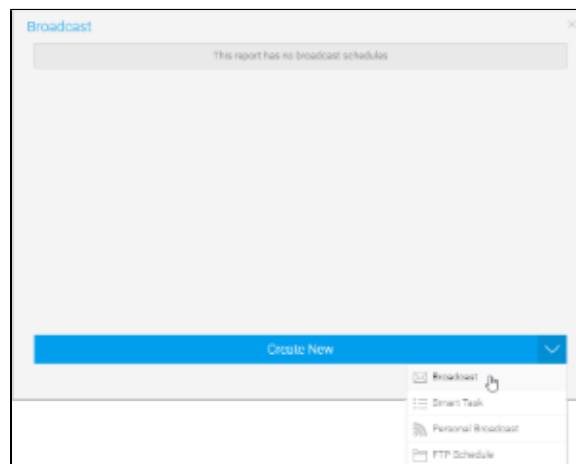 Broadcast
This report has no broadcast schedules
Create New
Broadcast
Smart Task
Personal Broadcast
FTP Schedule